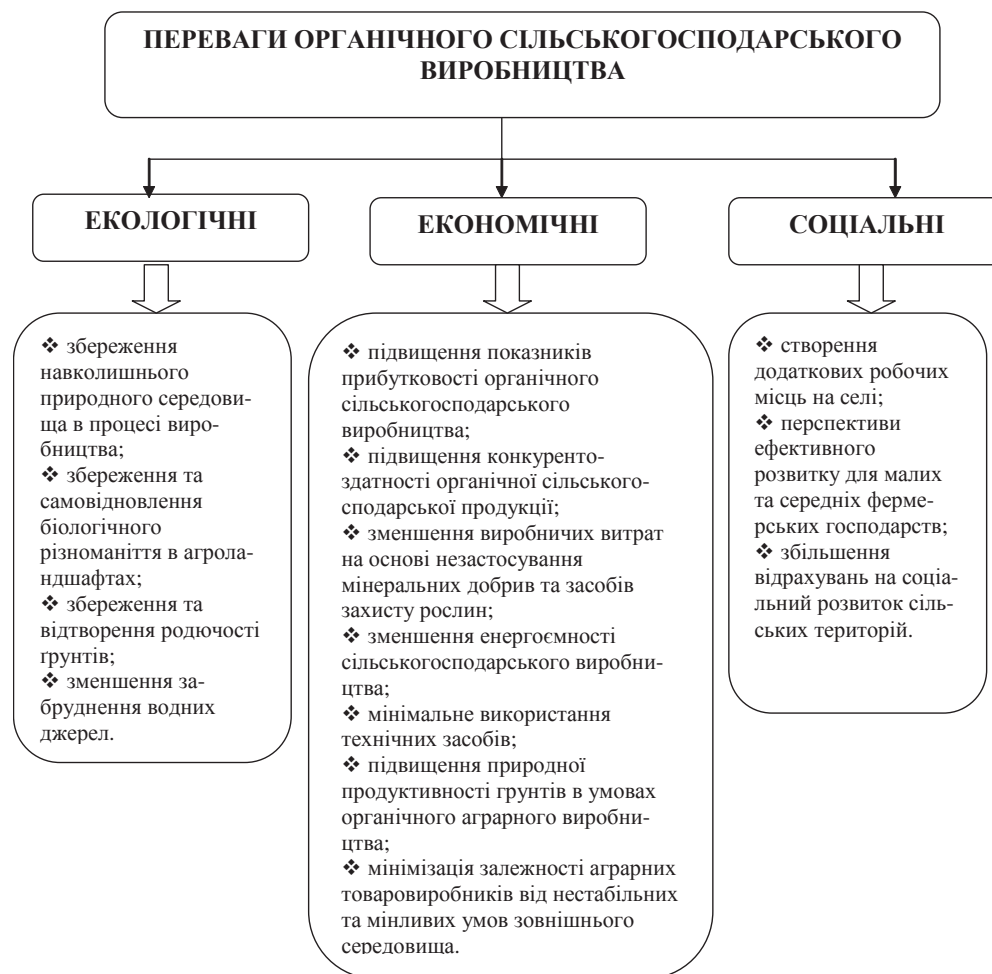 ПЕРЕВАГИ ОРГАНІЧНОГО СІЛЬСЬКОГОСПОДАРСЬКОГО
ВИРОБНИЦТВА
ЕКОЛОГІЧНІ
ЕКОНОМІЧНІ
СОЦІАЛЬНІ
❖ збереження
навколишнього
природного середови-
ща в процесі виро-
бництва;
❖ збереження та
самовідновлення
біологічного
різноманіття в агрола-
ндшафтах;
❖ збереження та
відтворення родючості
ґрунтів;
❖ зменшення за-
бруднення водних
джерел.
❖ підвищення показників
прибутковості органічного
сільськогосподарського
виробництва;
❖ підвищення конкуренто-
здатності органічної сільського-
сподарської продукції;
❖ зменшення виробничих витрат
на основі незастосування
мінеральних добрив та засобів
захисту рослин;
❖ зменшення енергоємності
сільськогосподарського виробни-
цтва;
❖ мінімальне використання
технічних засобів;
❖ підвищення природної
продуктивності грунтів в умовах
органічного аграрного виробни-
цтва;
❖ мінімізація залежності аграрних
товаровиробників від нестабільних
та мінливих умов зовнішнього
середовища.
❖ створення
додаткових робочих
місць на селі;
❖ перспективи
ефективного
розвитку для малих
та середніх ферме-
рських господарств;
❖ збільшення
відрахувань на соціа-
льний розвиток сіль-
ських територій.